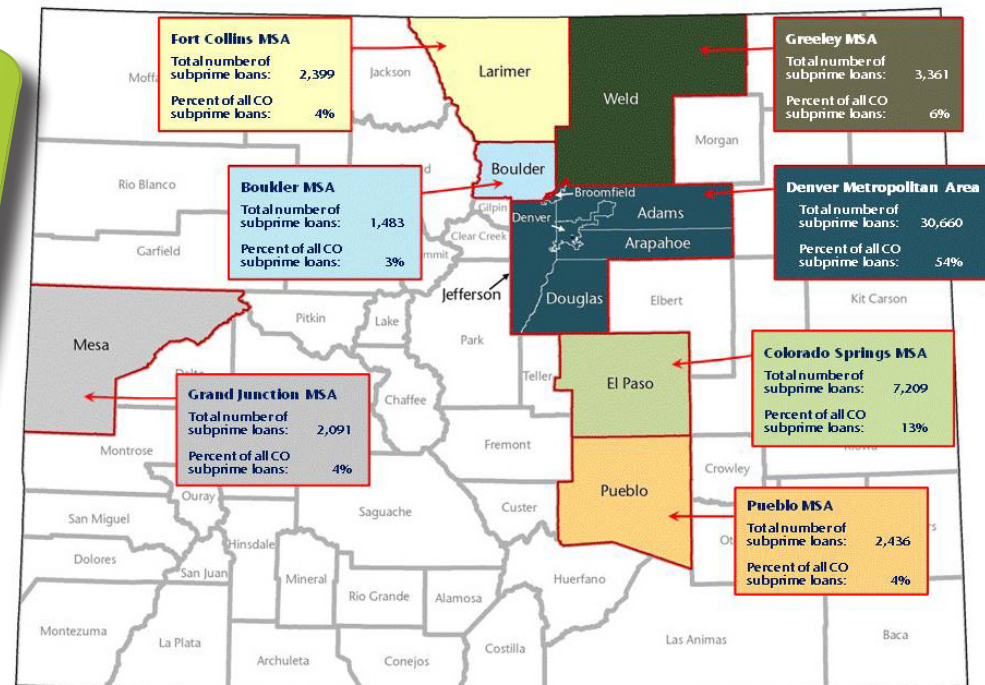 Fort Collins MSA
Total number of
subprime loans: 2,399
Percent of all CO
subprime loans: 4%
Jackson
Larimer
Weld
Greeley MSA
Total number of
subprime loans: 3,361
Percent of all CO
subprime loans: 6%
Morgan
Rio Blanco
Boulder
Boulder MSA
Total number of
subprime loans: 1,483
Percent of all CO
subprime loans: 3%
Gilpin
Clear Creek
Broomfield
Denver
Adams
Arapahoe
Denver Metropolitan Area
Total number of
subprime loans: 30,660
Percent of all CO
subprime loans: 54%
Garfield
Jefferson
Douglas
Elbert
Kit Carson
Mesa
Pitkin
Lake
Park
Teller
El Paso
Colorado Springs MSA
Total number of
subprime loans: 7,209
Percent of all CO
subprime loans: 13%
Grand Junction MSA
Total number of
subprime loans: 2,091
Percent of all CO
subprime loans: 4%
Chaffee
Fremont
Montrose
Crowley
Ouray
Pueblo
Pueblo MSA
Total number of
subprime loans: 2,436
Percent of all CO
subprime loans: 4%
San Miguel
Saguache
Custer
Dolores
Hinsdale
San Juan
Mineral
Rio Grande
Alamosa
Huerfano
Montezuma
La Plata
Archuleta
Conejos
Costilla
Las Animas
Baca